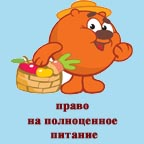 право
на полноценное
питание